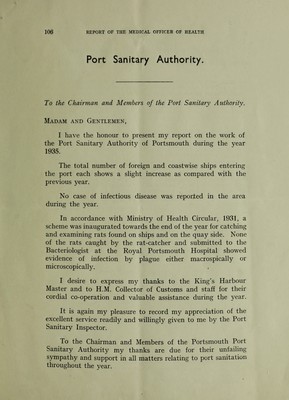 106 REPORT OF THE MEDICAL OFFICER OF HEALTH
Port Sanitary Authority.
To the Chairman and Members of the Port Sanitary Authority.
MADAM AND GENTLEMEN,
I have the honour to present my report on the work of
the Port Sanitary Authority of Portsmouth during the year
1935.
The total number of foreign and coastwise ships entering
the port each shows a slight increase as compared with the
previous year.
No case of infectious disease was reported in the area
during the year.
In accordance with Ministry of Health Circular, 1931, a
scheme was inaugurated towards the end of the year for catching
and examining rats found on ships and on the quay side. None
of the rats caught by the rat-catcher and submitted to the
Bacteriologist at the Royal Portsmouth Hospital showed
evidence of infection by plague either macroscopically or
microscopically.
I desire to express my thanks to the King's Harbour
Master and to H.M. Collector of Customs and staff for their
cordial co-operation and valuable assistance during the year.
It is again my pleasure to record my appreciation of the
excellent service readily and willingly given to me by the Port
Sanitary Inspector.
To the Chairman and Members of the Portsmouth Port
Sanitary Authority my thanks are due for their unfailing
sympathy and support in all matters relating to port sanitation
throughout the year.